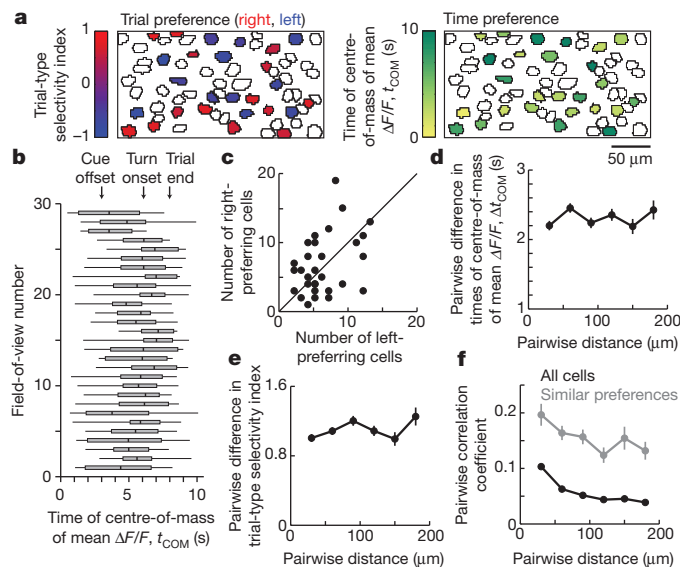 a
Trial preference (right, left)
Trial-type
selectivity index
1
0
−1
Time preference
Time of centre-of-
mass of mean
ΔF/F, tCOM (s)
10
0
50 μm
b
Cue
offset
Turn
onset
Trial
end
Field-of-view number
30
20
10
0
0
5
10
Time of centre-of-mass
of mean ΔF/F, tCOM (s)
c
Number of right-
preferring cells
20
10
0
0
10
20
Number of left-
preferring cells
d
Pairwise difference in
times of centre-of-mass
of mean ΔF/F, ΔtCOM (s)
3
2
1
0
100
200
Pairwise distance (μm)
e
Pairwise difference in
trial-type selectivity index
1.6
0.8
0
0
100
200
Pairwise distance (μm)
f
All cells
Similar preferences
Pairwise correlation
coefficient
0.2
0.1
0
0
100
200
Pairwise distance (μm)